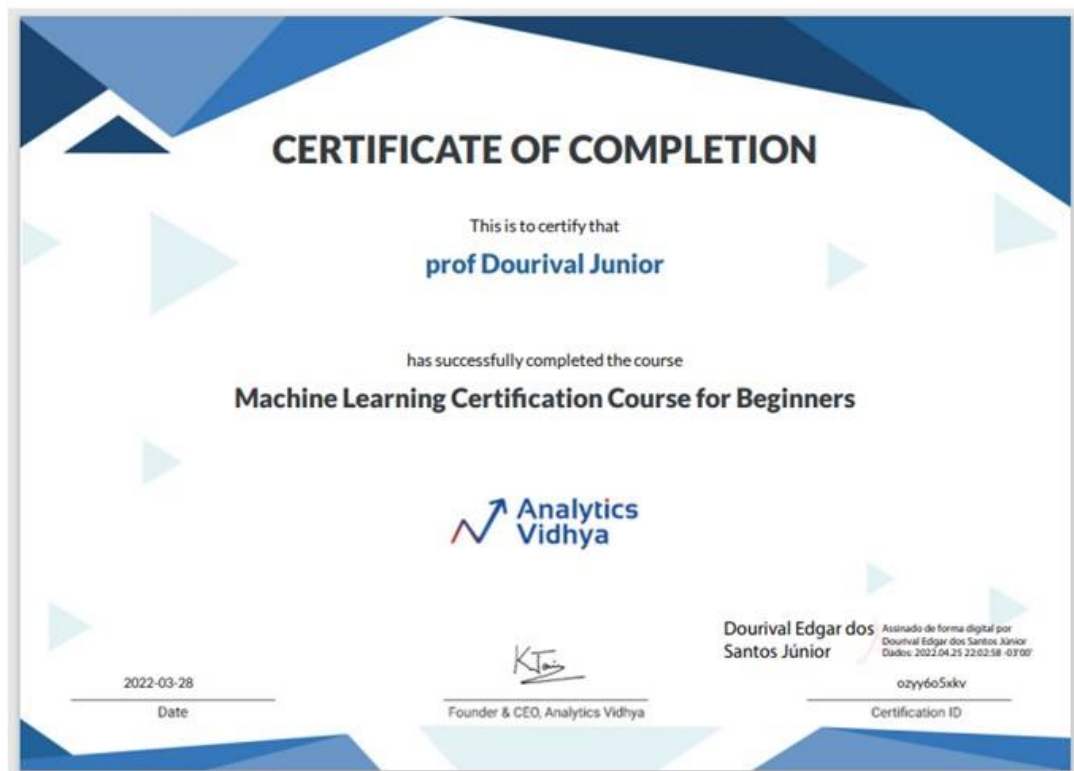 CERTIFICATE OF COMPLETION
This is to certify that
prof Dourival Junior
has successfully completed the course
Machine Learning Certification Course for Beginners
Analytics
Vidhya
Dourival Edgar dos
Santos Júnior
Assinado de forma digital por
Dourival Edgar dos Santos Júnior
Dados: 2022.04.25 22:02:58 -03'00'
2022-03-28
Date
Founder & CEO, Analytics Vidhya
ozyy6o5xkv
Certification ID